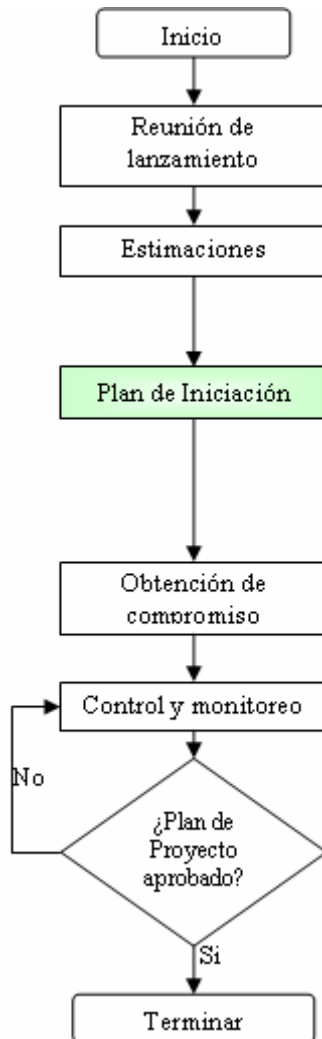 Inicio
Reunión de
lanzamiento
Estimaciones
Plan de Iniciación
Obtención de
compromiso
Control y monitoreo
No
¿Plan de
Proyecto
aprobado?
Si
Terminar